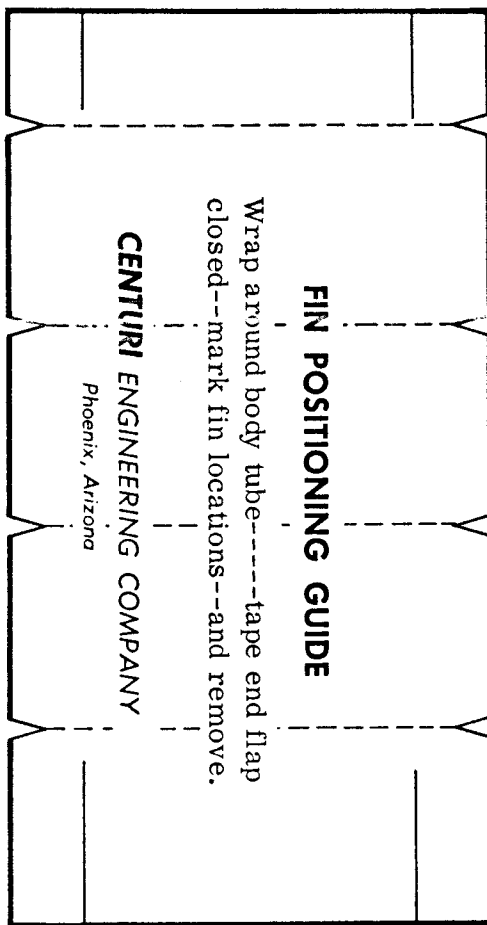 FIN POSITIONING GUIDE
Wrap around body tube-----tape end flap
closed--mark fin locations--and remove.
CENTURI ENGINEERING COMPANY
Phoenix, Arizona